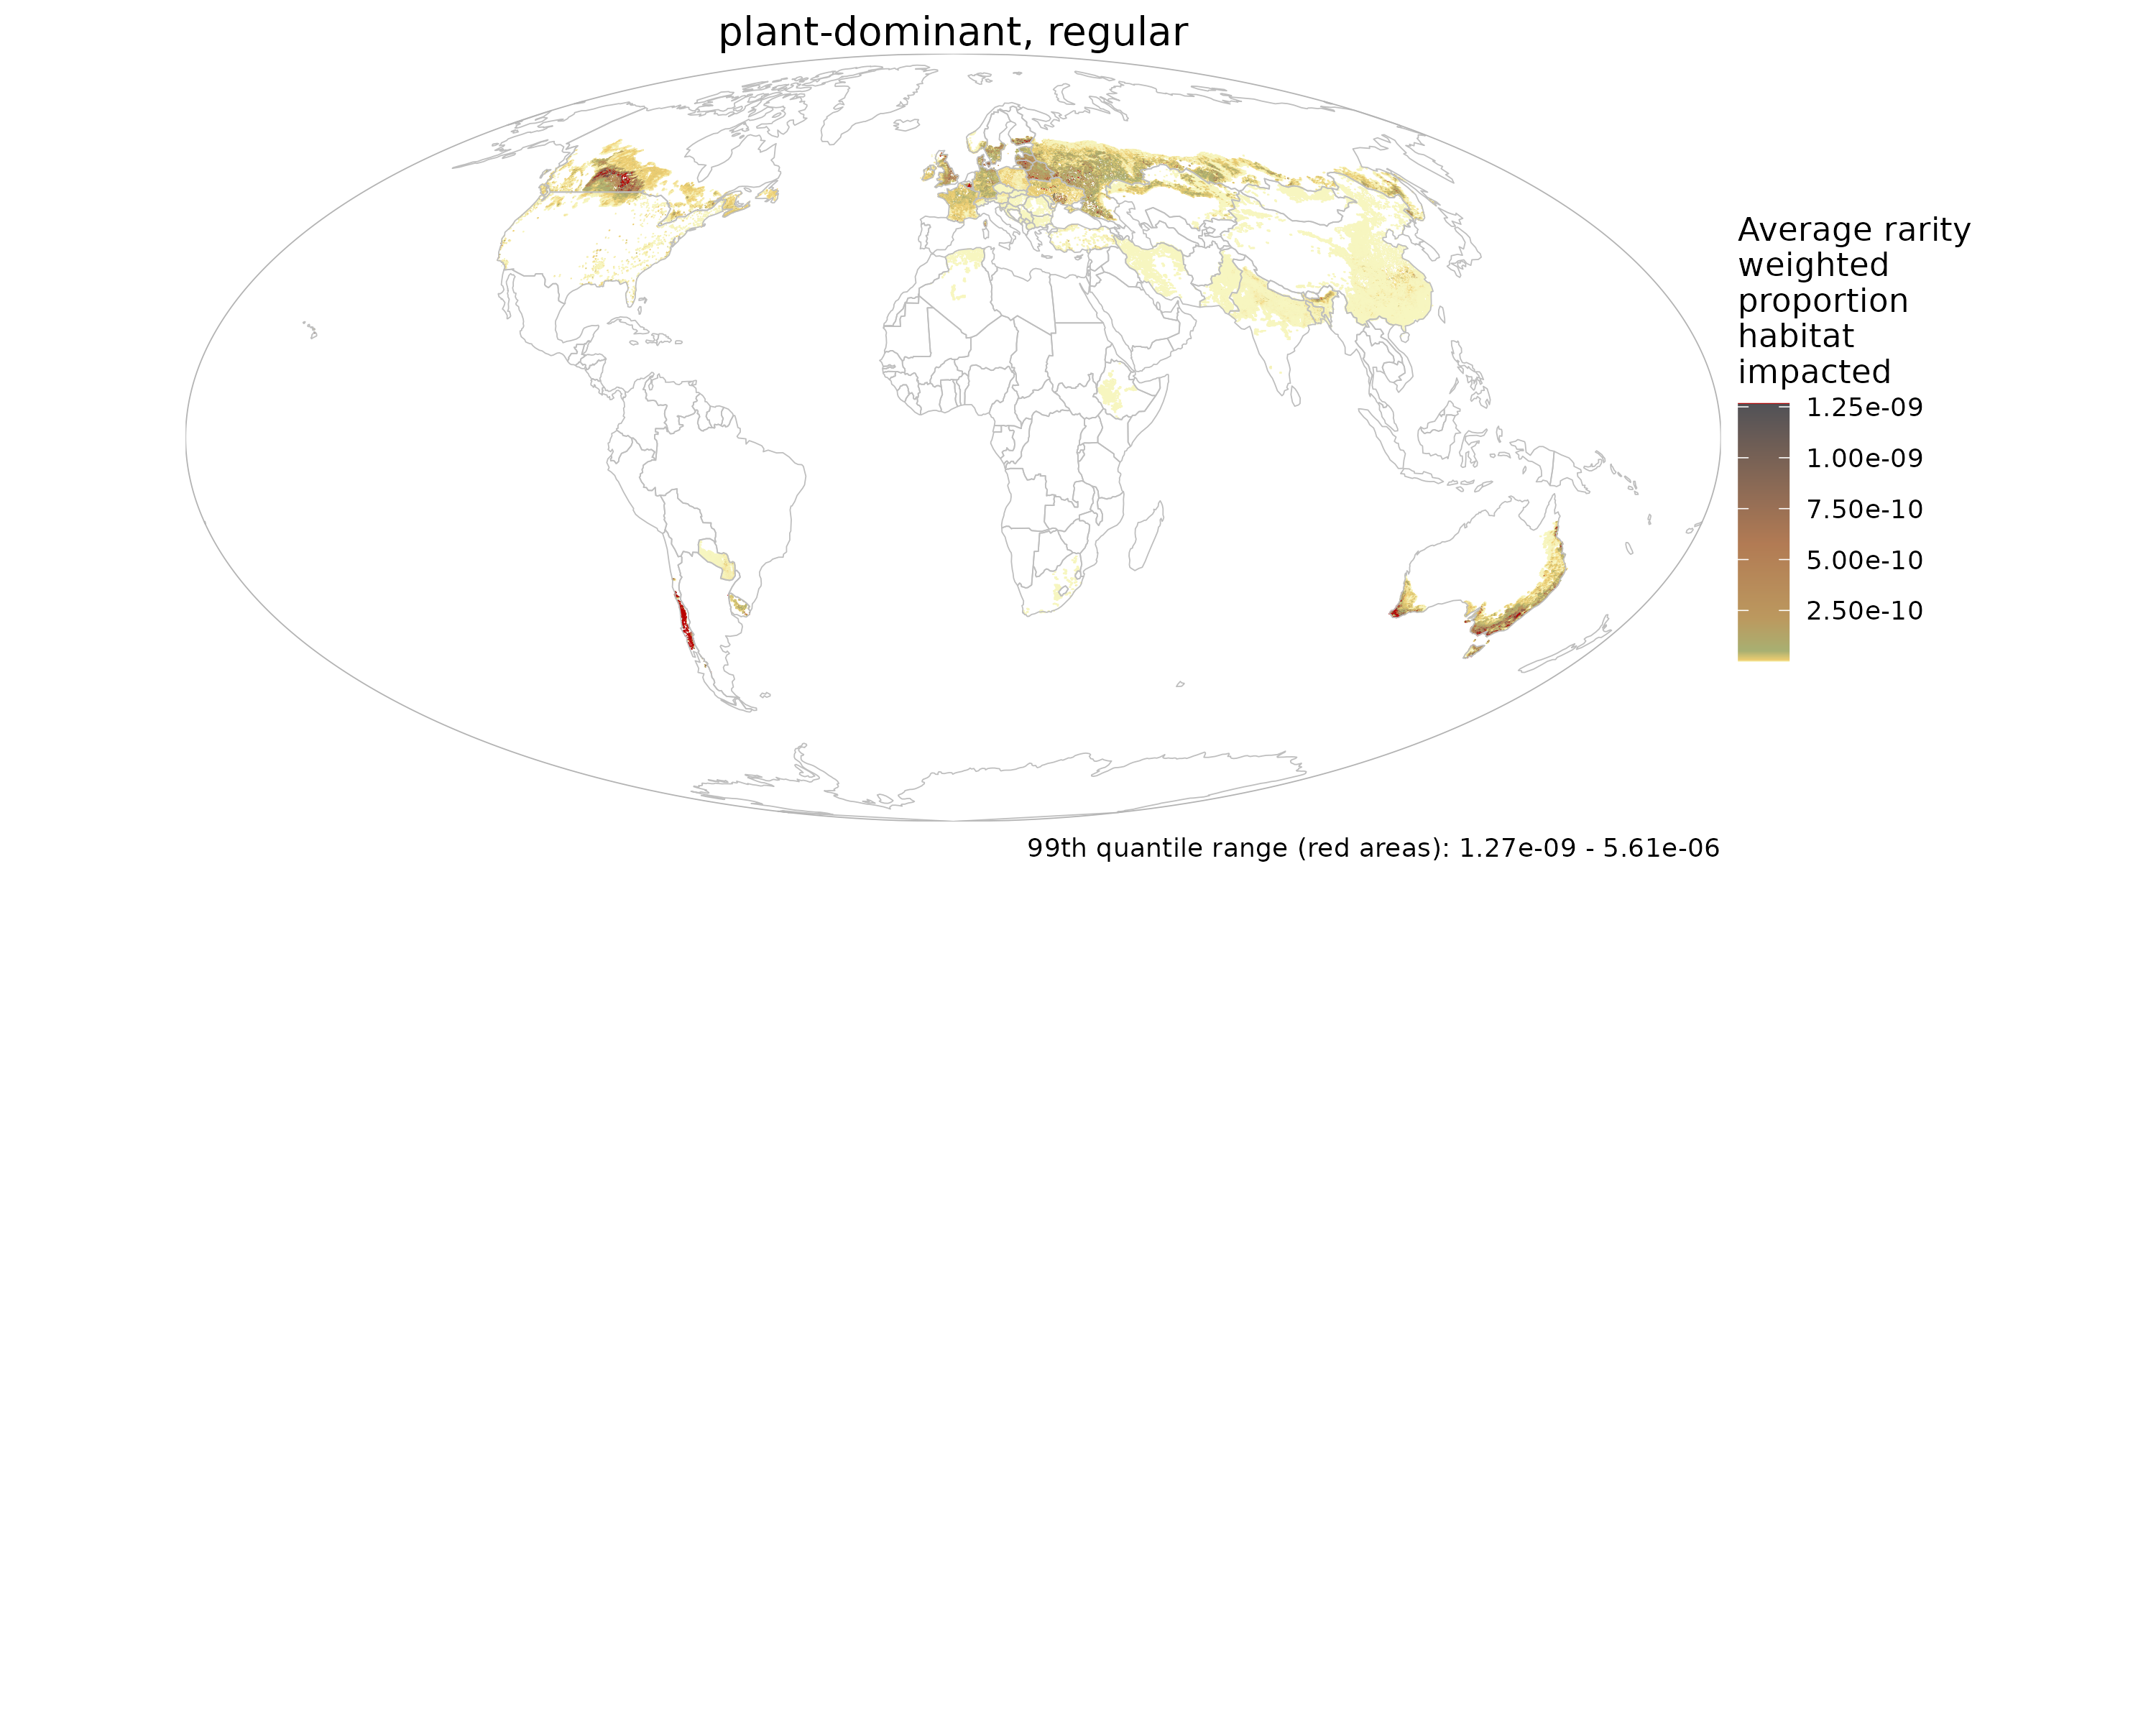 plant-dominant, regular
Average rarity
weighted
proportion
habitat
impacted
1.25e-09
1.00e-09
7.50e-10
5.00e-10
2.50e-10
99th quantile range (red areas): 1.27e-09 - 5.61e-06